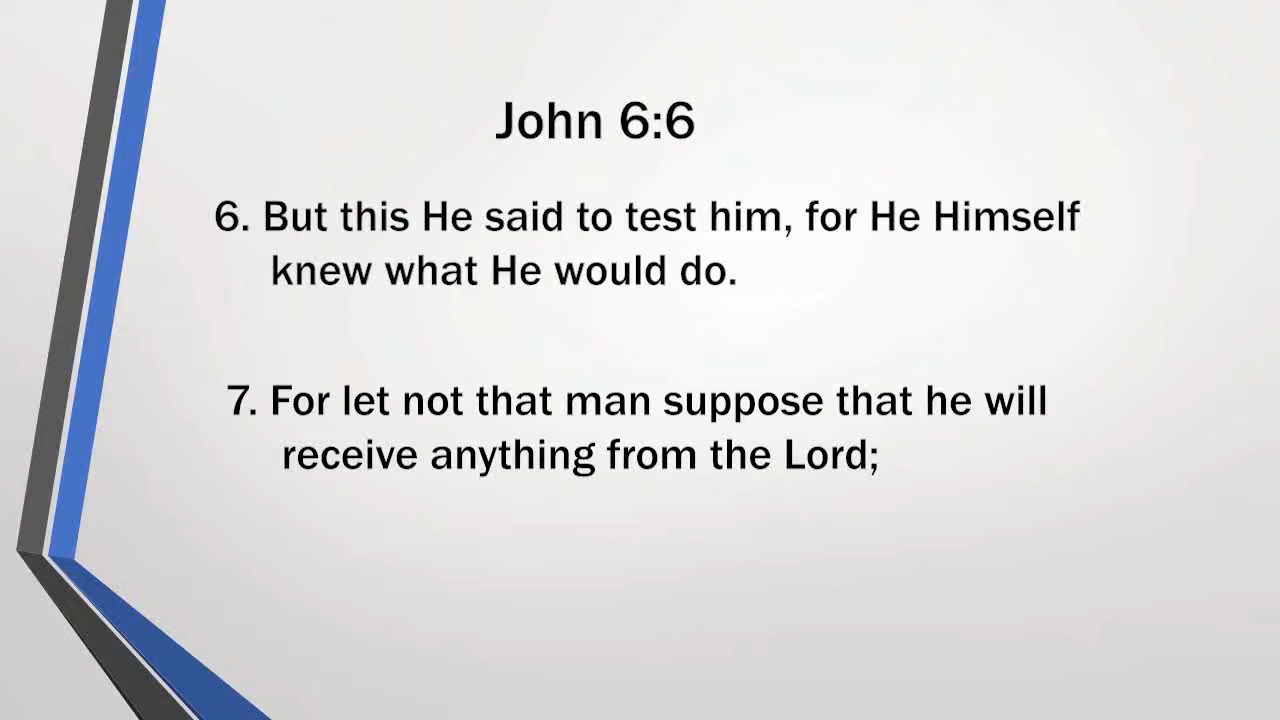 John 6:6
6. But this He said to test him, for He Himself
knew what He would do.
7. For let not that man suppose that he will
receive anything from the Lord;